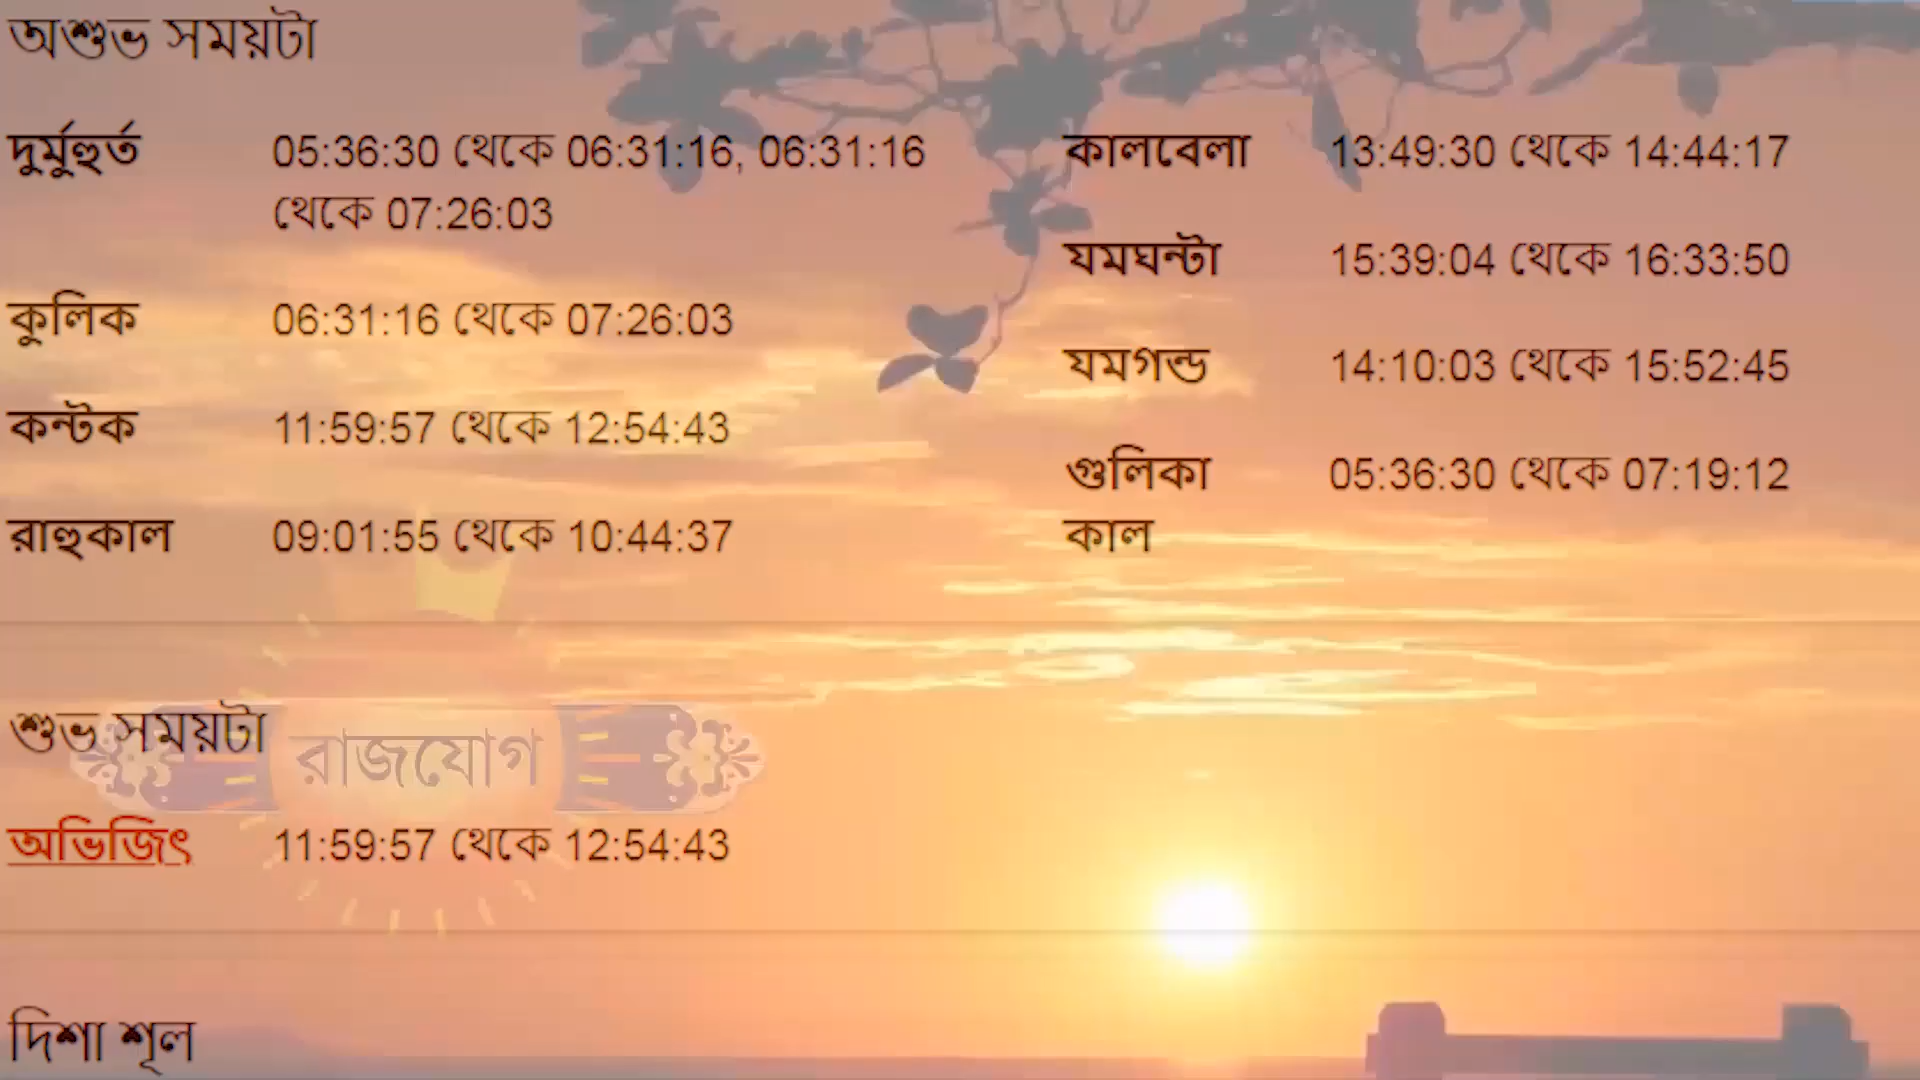 অশুভ সময়টা
দুর্মুহুর্ত 05:36:30 থেকে 06:31:16, 06:31:16
থেকে 07:26:03
কুলিক 06:31:16 থেকে 07:26:03
কন্টক 11:59:57 থেকে 12:54:43
রাহুকাল 09:01:55 থেকে 10:44:37
কালবেলা 13:49:30 থেকে 14:44:17
যমঘন্টা 15:39:04 থেকে 16:33:50
যমগন্ড 14:10:03 থেকে 15:52:45
গুলিকা 05:36:30 থেকে 07:19:12
কাল
শুভ সময়টা
রাজযোগ
অভিজিৎ 11:59:57 থেকে 12:54:43
দিশা শূল